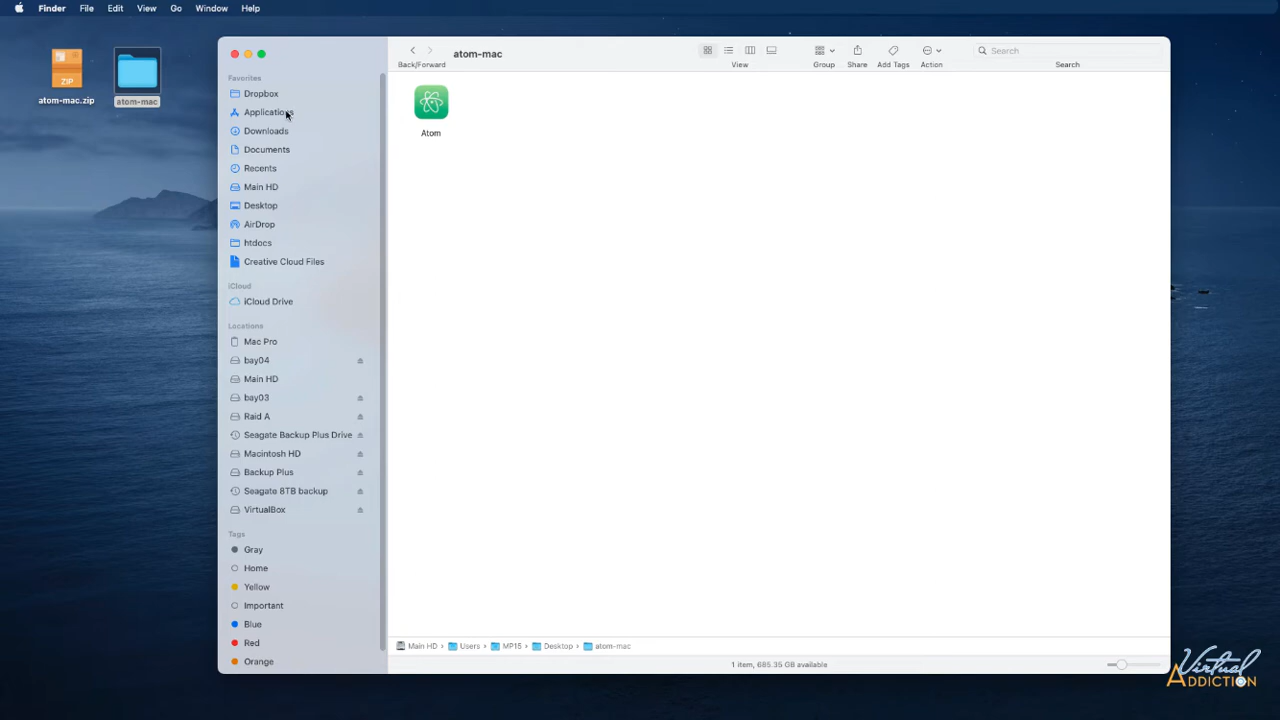 Finder File Edit View Go Window Help
atom-mac.zip
ZIP
atom-mac
Back/Forward
atom-mac
View
Group
Share
Add Tags
Action
Search
Search
Favorites
Dropbox
Applications
Downloads
Documents
Recents
Main HD
Desktop
AirDrop
htdocs
Creative Cloud Files
iCloud
iCloud Drive
Locations
Mac Pro
bay04
Main HD
bay03
Raid A
Seagate Backup Plus Drive
Macintosh HD
Backup Plus
Seagate 8TB backup
VirtualBox
Tags
Gray
Home
Yellow
Important
Blue
Red
Orange
Atom
Main HD › Users › MP15 › Desktop › atom-mac
1 item, 685.35 GB available
Virtual
ADDICTION